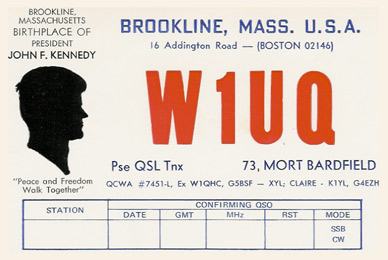 BROOKLINE,
MASSACHUSETTS
BIRTHPLACE OF
PRESIDENT
JOHN F. KENNEDY
"Peace and Freedom
Walk Together"
BROOKLINE, MASS. U.S.A.
16 Addington Road — (BOSTON 02146)
W1UQ
Pse QSL Tnx 73, MORT BARDFIELD
QCWA #7451-L, Ex W1QHC, G5BSF — XYL; CLAIRE - K1YL, G4EZH
STATION CONFIRMING QSO
DATE GMT MHz RST MODE
SSB
CW